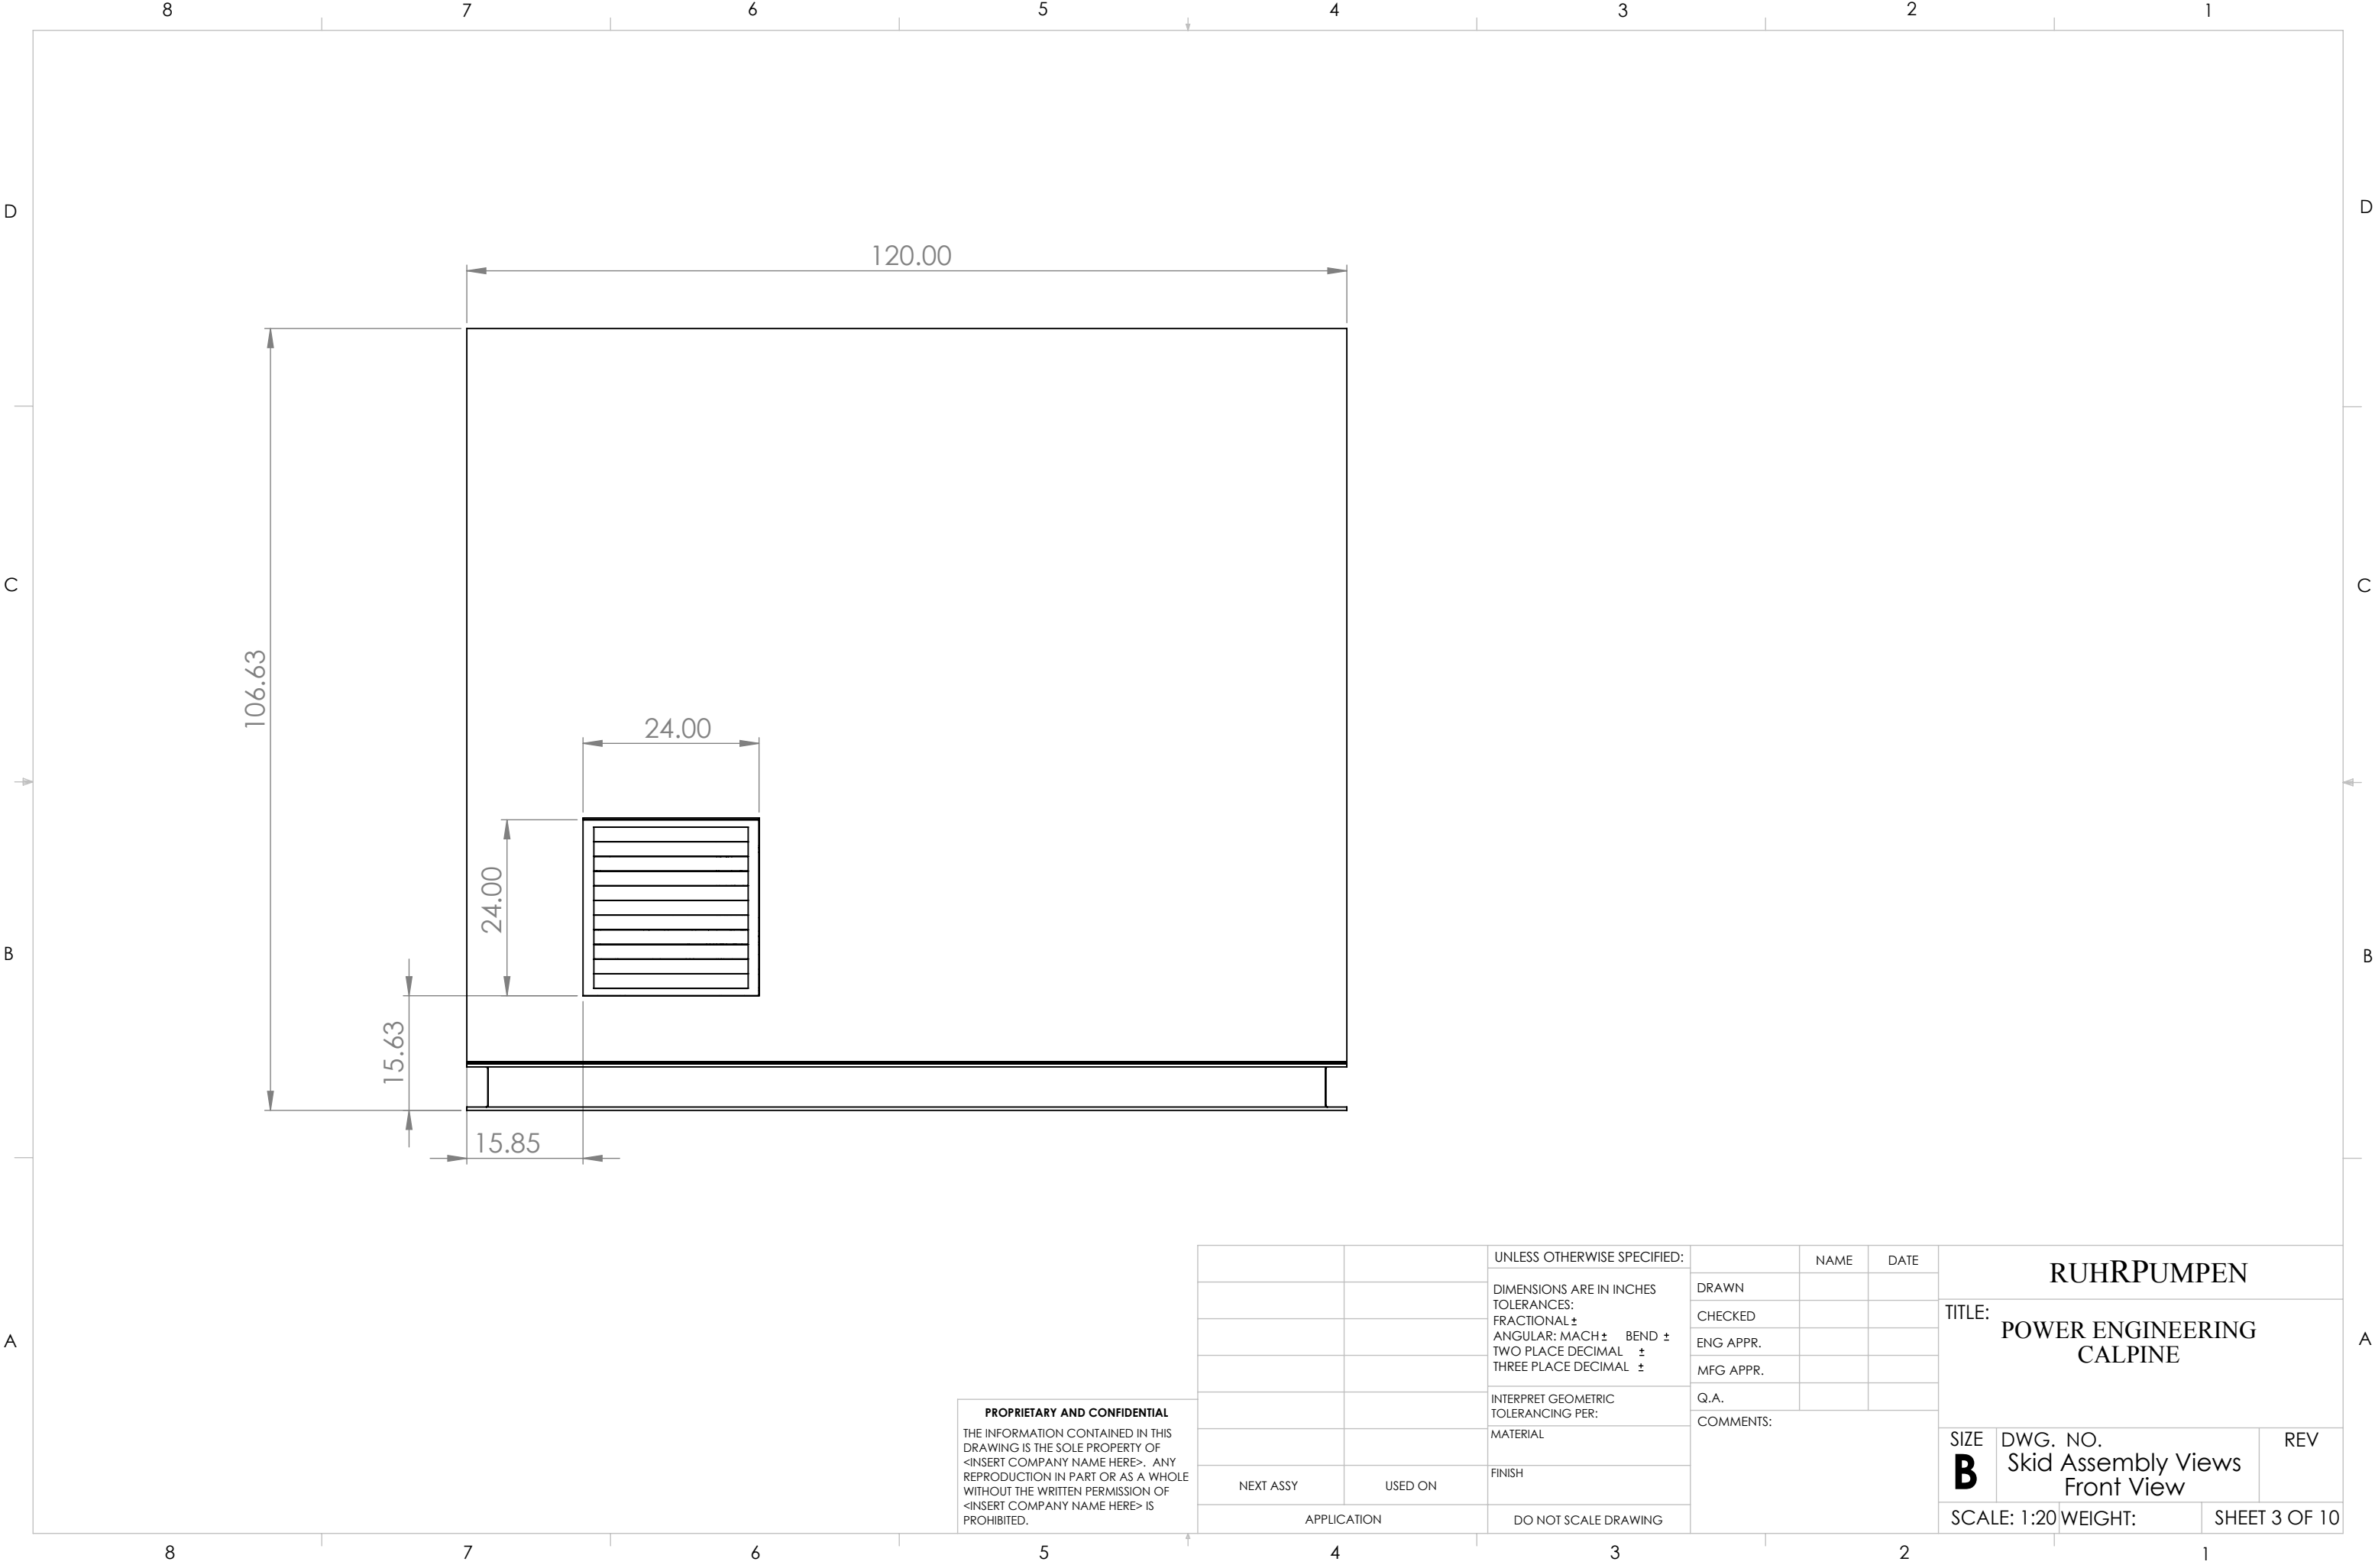 8 7 6 5 4 3 2 1
D D
120.00
C C
106.63
24.00
24.00
B B
15.63
15.85
A A
UNLESS OTHERWISE SPECIFIED:
DIMENSIONS ARE IN INCHES
TOLERANCES:
FRACTIONAL ±
ANGULAR: MACH ± BEND ±
TWO PLACE DECIMAL ±
THREE PLACE DECIMAL ±
INTERPRET GEOMETRIC
TOLERANCING PER:
MATERIAL
FINISH
DO NOT SCALE DRAWING
NAME DATE
DRAWN
CHECKED
ENG APPR.
MFG APPR.
Q.A.
COMMENTS:
RUHRPUMPEN
TITLE:
POWER ENGINEERING
CALPINE
SIZE DWG. NO. REV
B
Skid Assembly Views
Front View
SCALE: 1:20 WEIGHT: SHEET 3 OF 10
PROPRIETARY AND CONFIDENTIAL
THE INFORMATION CONTAINED IN THIS
DRAWING IS THE SOLE PROPERTY OF
<INSERT COMPANY NAME HERE>. ANY
REPRODUCTION IN PART OR AS A WHOLE
WITHOUT THE WRITTEN PERMISSION OF
<INSERT COMPANY NAME HERE> IS
PROHIBITED.
NEXT ASSY USED ON
APPLICATION
8 7 6 5 4 3 2 1